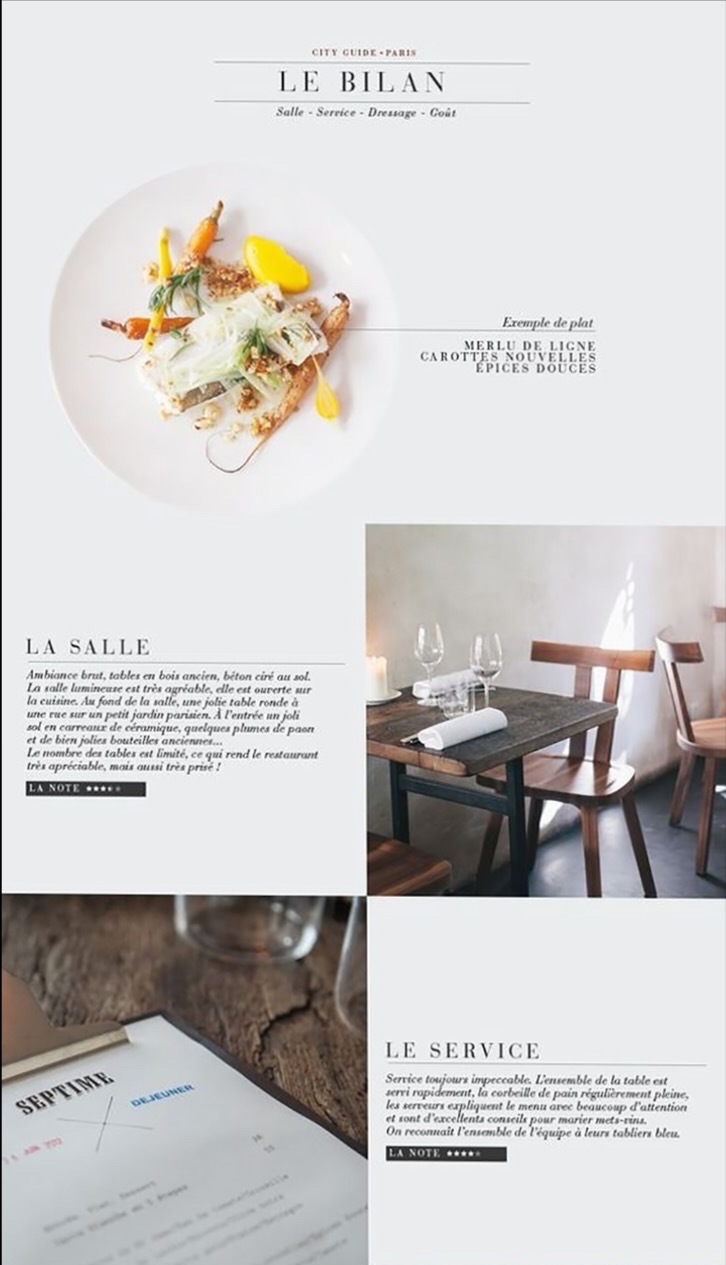 CITY GUIDE • PARIS
LE BILAN
Salle - Service - Dressage - Goût
Exemple de plat
MERLU DE LIGNE
CAROTTES NOUVELLES
ÉPICES DOUCES
LA SALLE
Ambiance brut, tables en bois ancien, béton ciré au sol.
La salle lumineuse est très agréable, elle est ouverte sur
la cuisine. Au fond de la salle, une jolie table ronde à
une vue sur un petit jardin parisien. À l'entrée un joli
sol en carreaux de céramique, quelques plumes de paon
et de bien jolies bouteilles anciennes...
Le nombre des tables est limité, ce qui rend le restaurant
très apréciable, mais aussi très prisé !
LA NOTE
SEPTIME
DEJEUNER
LE SERVICE
Service toujours impeccable. L'ensemble de la table est
servi rapidement, la corbeille de pain régulièrement pleine,
les serveurs expliquent le menu avec beaucoup d'attention
et sont d'excellents conseils pour marier mets-vins.
On reconnaît l'ensemble de l'équipe à leurs tabliers bleu.
LA NOTE